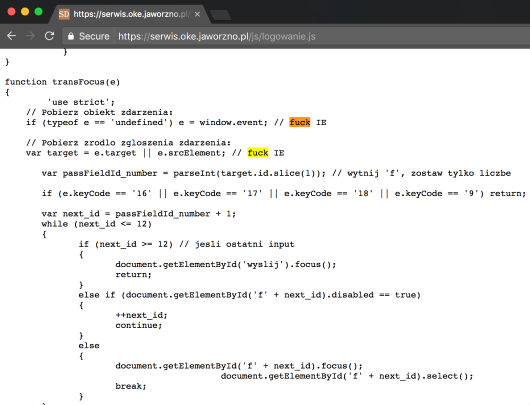 SD https://serwis.oke.jaworzno.pl/
Secure https://serwis.oke.jaworzno.pl/js/logowanie.js
}
}
function transFocus(e)
{
'use strict';
// Pobierz obiekt zdarzenia:
if (typeof e == 'undefined') e = window.event; // fuck IE
// Pobierz zrodlo zgloszenia zdarzenia:
var target = e.target || e.srcElement; // fuck IE
var passFieldId_number = parseInt(target.id.slice(1)); // wytnij 'f', zostaw tylko liczbe
if (e.keyCode == '16' || e.keyCode == '17' || e.keyCode == '18' || e.keyCode == '9') return;
var next_id = passFieldId_number + 1;
while (next_id <= 12)
{
if (next_id >= 12) // jesli ostatni input
{
document.getElementById('wyslij').focus();
return;
}
else if (document.getElementById('f' + next_id).disabled == true)
{
++next_id;
continue;
}
else
{
document.getElementById('f' + next_id).focus();
document.getElementById('f' + next_id).select();
break;
}